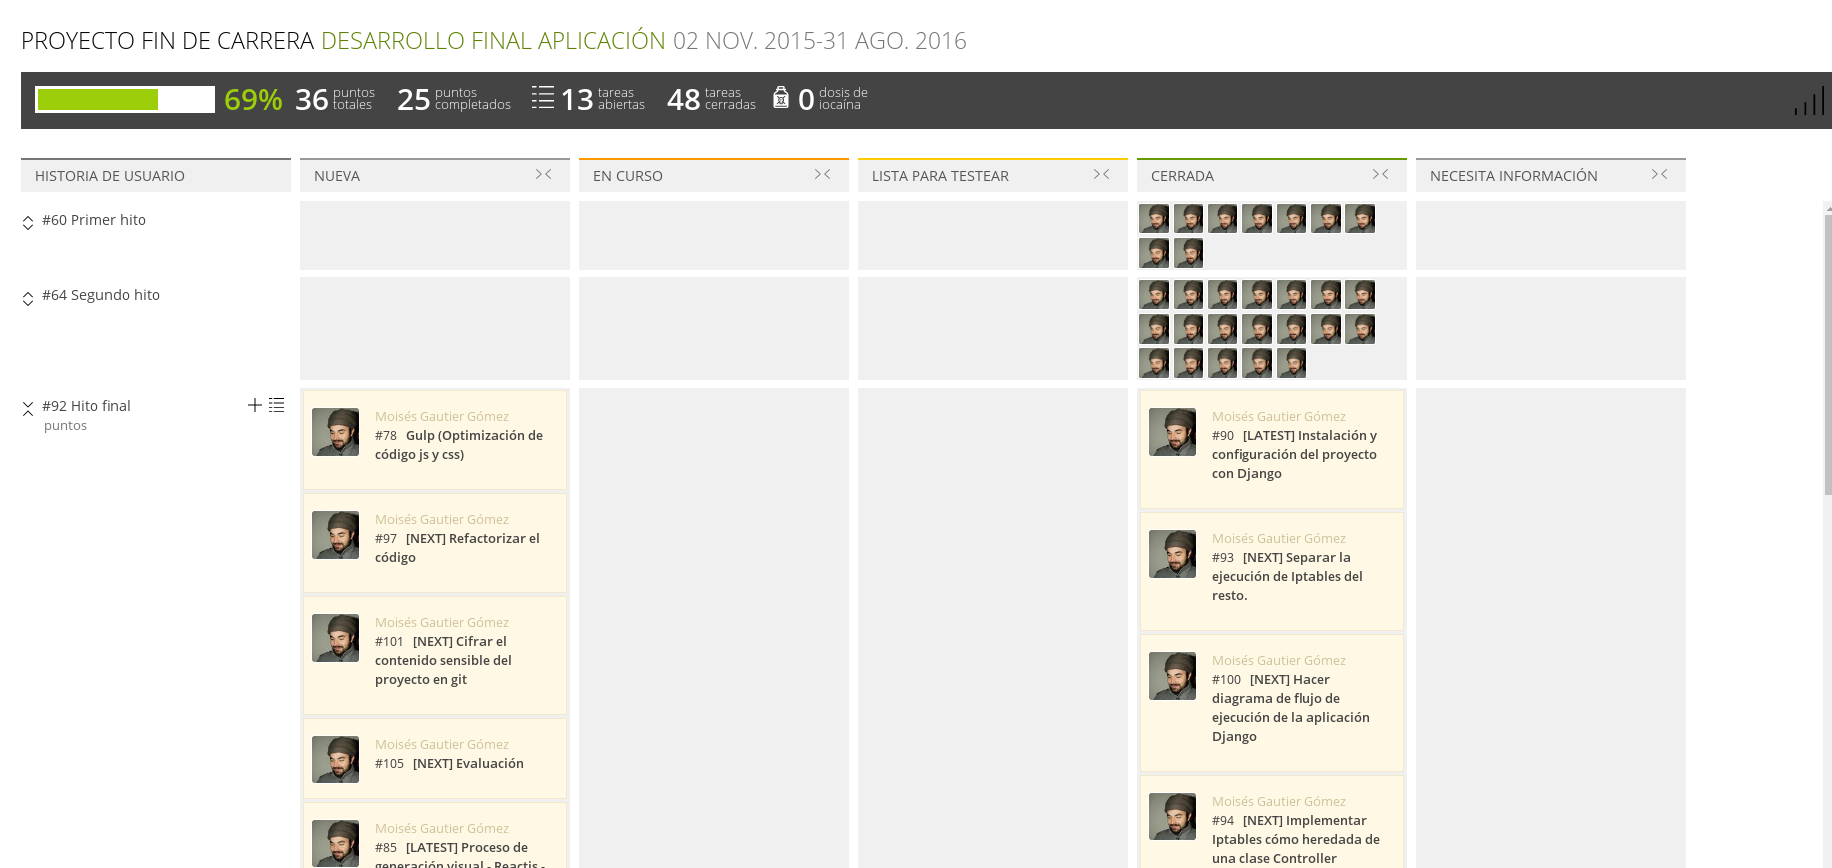 PROYECTO FIN DE CARRERA DESARROLLO FINAL APLICACIÓN 02 NOV. 2015-31 AGO. 2016
69% 36 puntos totales 25 puntos completados 13 tareas abiertas 48 tareas cerradas 0 dosis de iocaína
HISTORIA DE USUARIO NUEVA EN CURSO LISTA PARA TESTEAR CERRADA NECESITA INFORMACIÓN
#60 Primer hito
#64 Segundo hito
#92 Hito final
puntos
Moisés Gautier Gómez
#78 Gulp (Optimización de
código js y css)
Moisés Gautier Gómez
#97 [NEXT] Refactorizar el
código
Moisés Gautier Gómez
#101 [NEXT] Cifrar el
contenido sensible del
proyecto en git
Moisés Gautier Gómez
#105 [NEXT] Evaluación
Moisés Gautier Gómez
#85 [LATEST] Proceso de
generación visual - Reactjs -
Moisés Gautier Gómez
#90 [LATEST] Instalación y
configuración del proyecto
con Django
Moisés Gautier Gómez
#93 [NEXT] Separar la
ejecución de Iptables del
resto.
Moisés Gautier Gómez
#100 [NEXT] Hacer
diagrama de flujo de
ejecución de la aplicación
Django
Moisés Gautier Gómez
#94 [NEXT] Implementar
Iptables cómo heredada de
una clase Controller